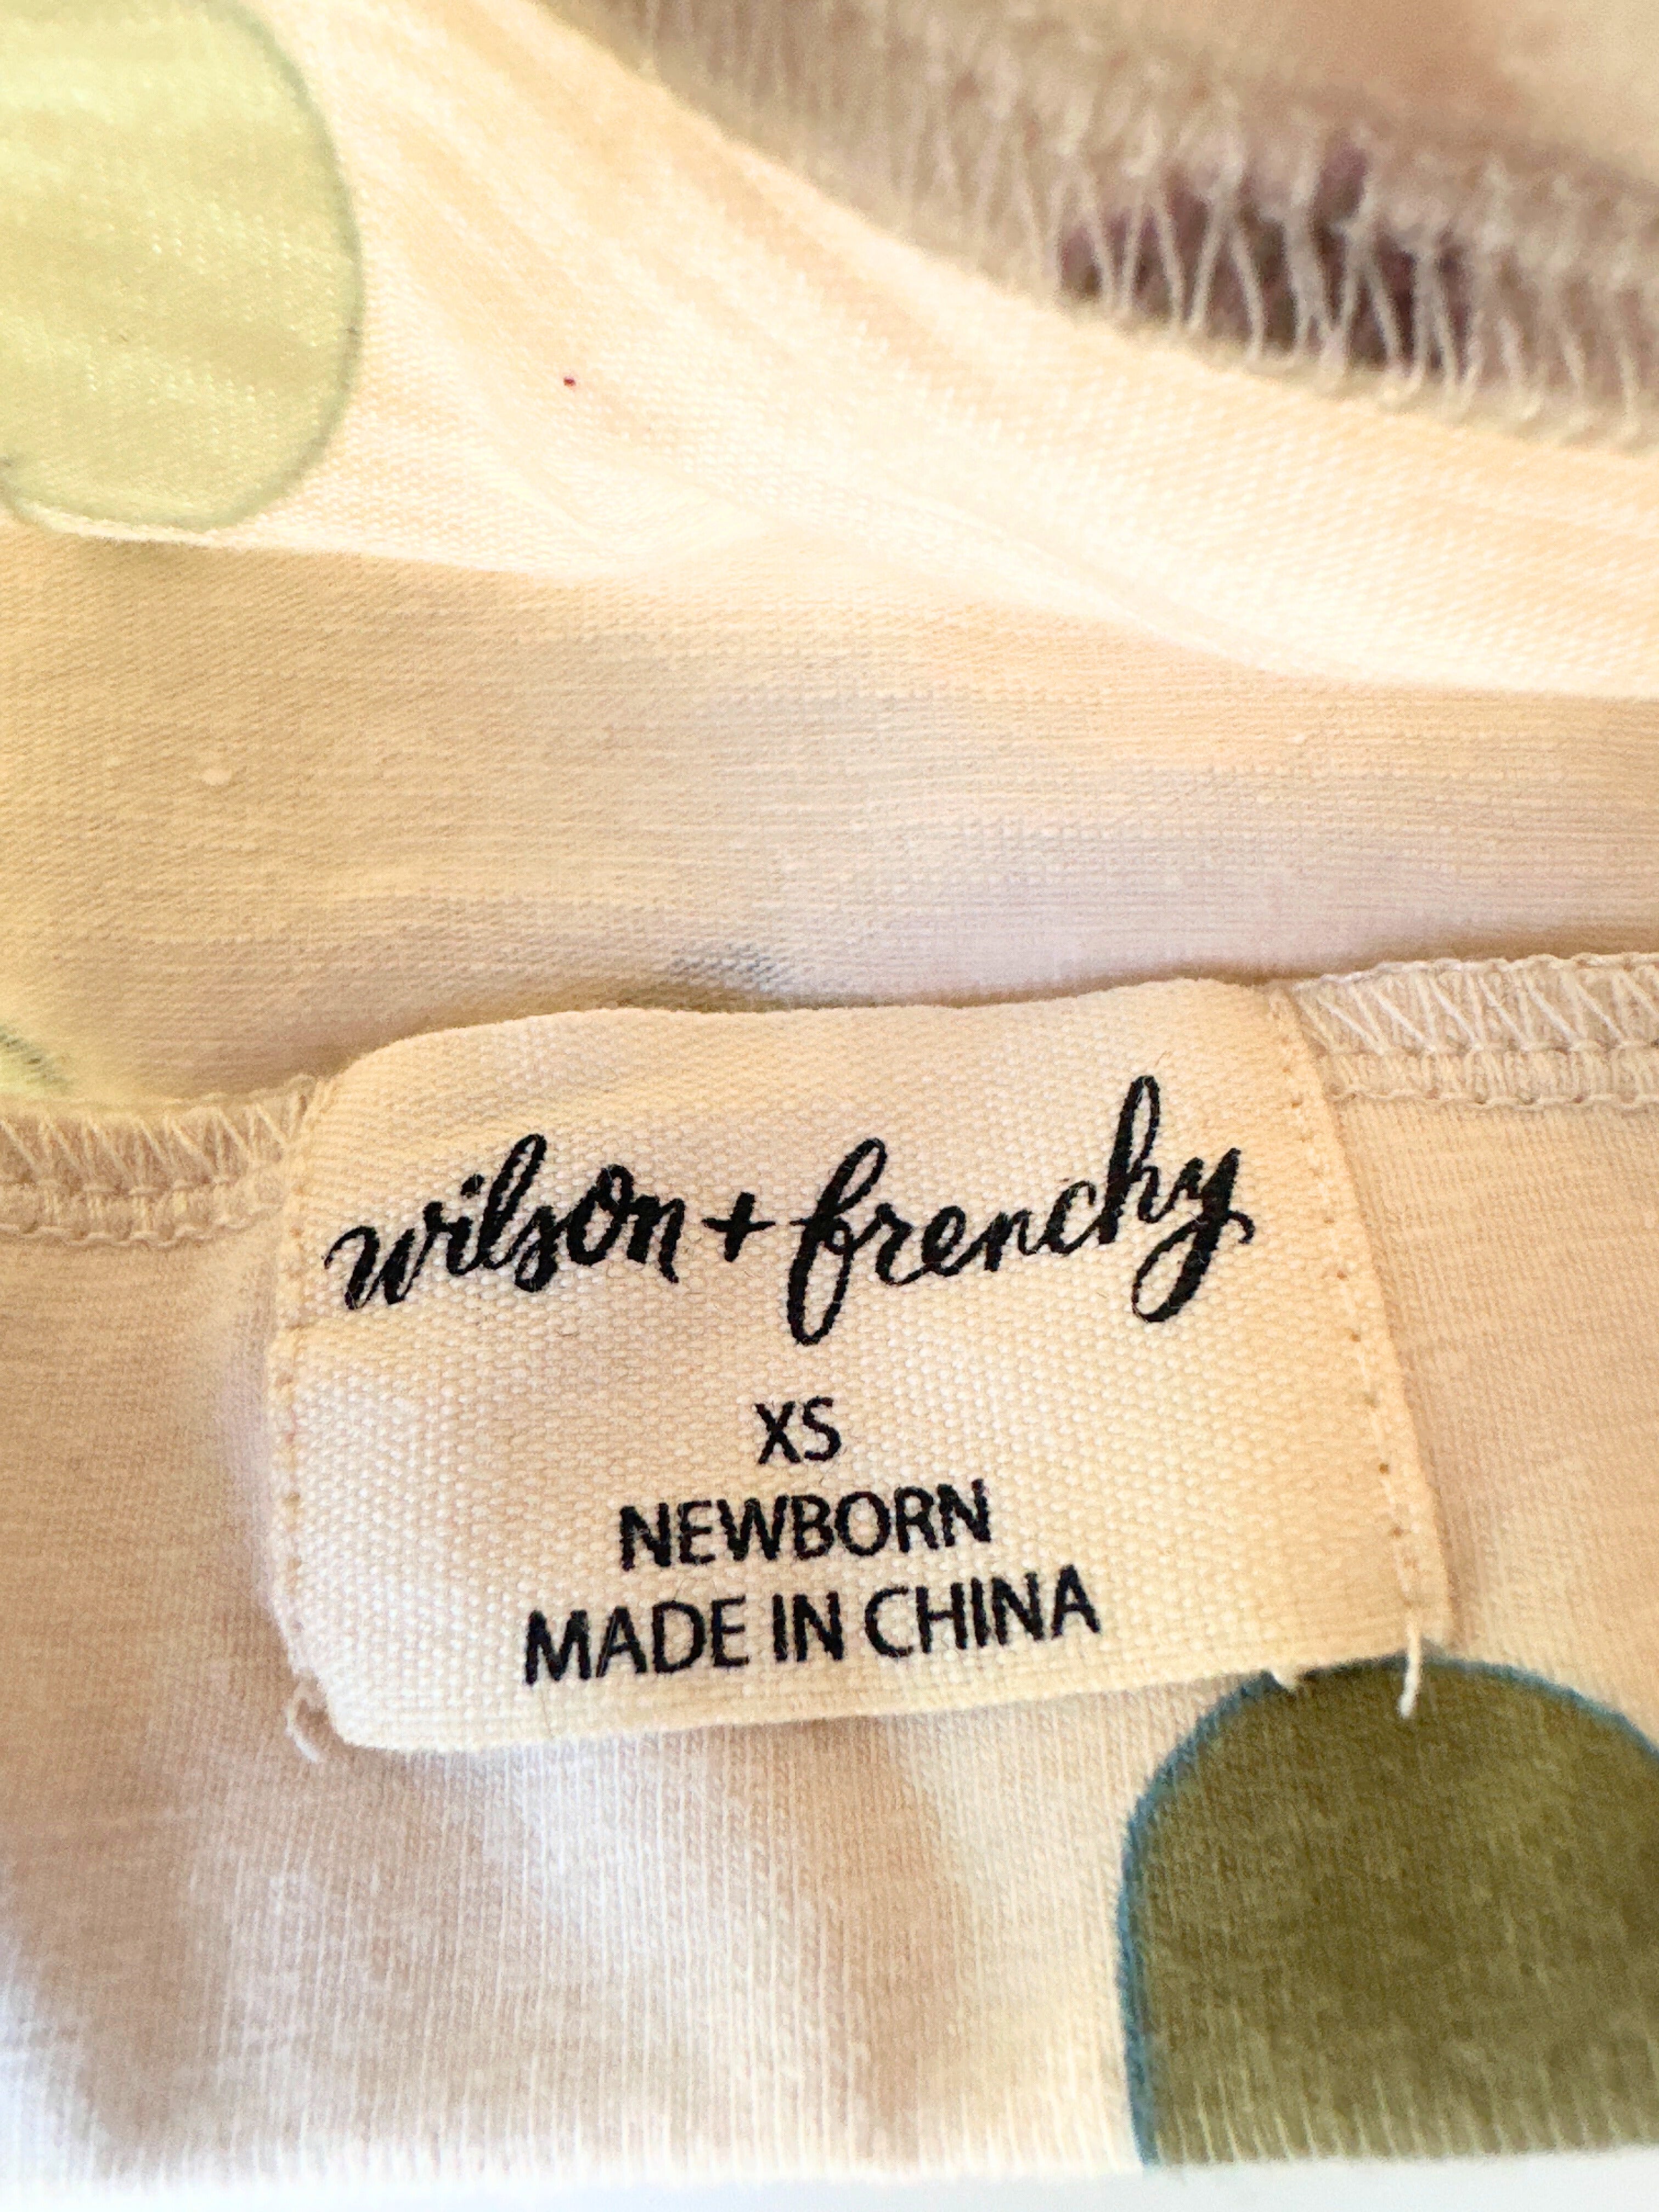 wilson + frenchy
XS
NEWBORN
MADE IN CHINA